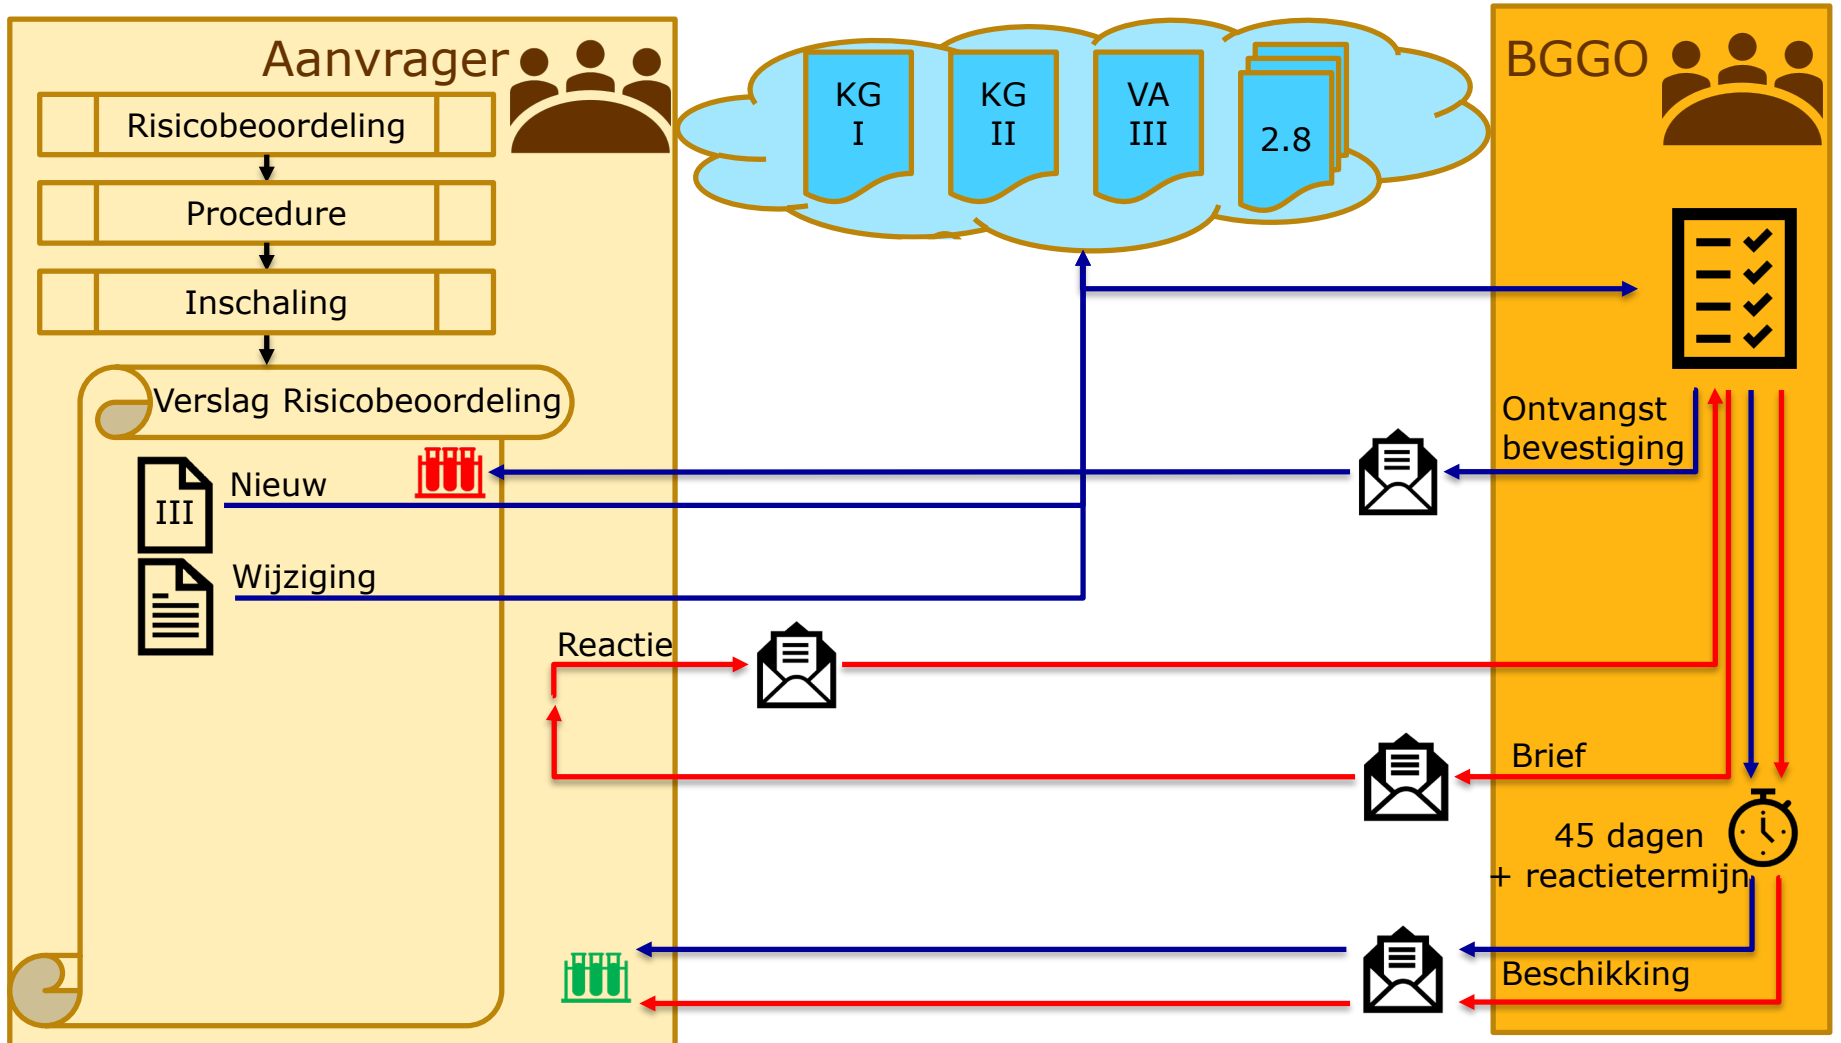 Aanvrager
Risicobeoordeling
Procedure
Inschaling
Verslag Risicobeoordeling
III
Nieuw
Wijziging
Reactie
KG
I
KG
II
VA
III
2.8
BGGO
Ontvangst
bevestiging
Brief
45 dagen
+ reactietermijn
Beschikking